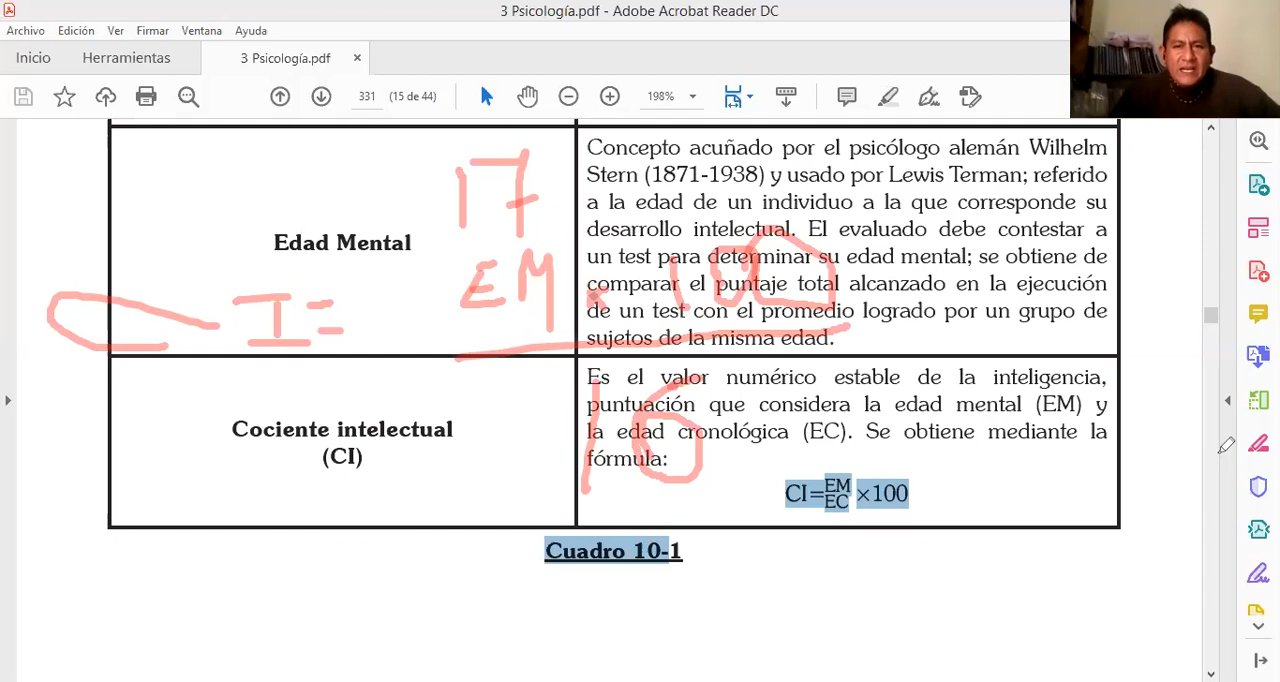 3 Psicología.pdf - Adobe Acrobat Reader DC
Archivo Edición Ver Firmar Ventana Ayuda
Inicio Herramientas 3 Psicología.pdf ×
331 (15 de 44) 198%
Edad Mental
Concepto acuñado por el psicólogo alemán Wilhelm
Stern (1871-1938) y usado por Lewis Terman; referido
a la edad de un individuo a la que corresponde su
desarrollo intelectual. El evaluado debe contestar a
un test para determinar su edad mental; se obtiene de
comparar el puntaje total alcanzado en la ejecución
de un test con el promedio logrado por un grupo de
sujetos de la misma edad.
17
CI= EM × 100
16
Cociente intelectual
(CI)
Es el valor numérico estable de la inteligencia,
puntuación que considera la edad mental (EM) y
la edad cronológica (EC). Se obtiene mediante la
fórmula:
CI=EM/EC ×100
Cuadro 10-1